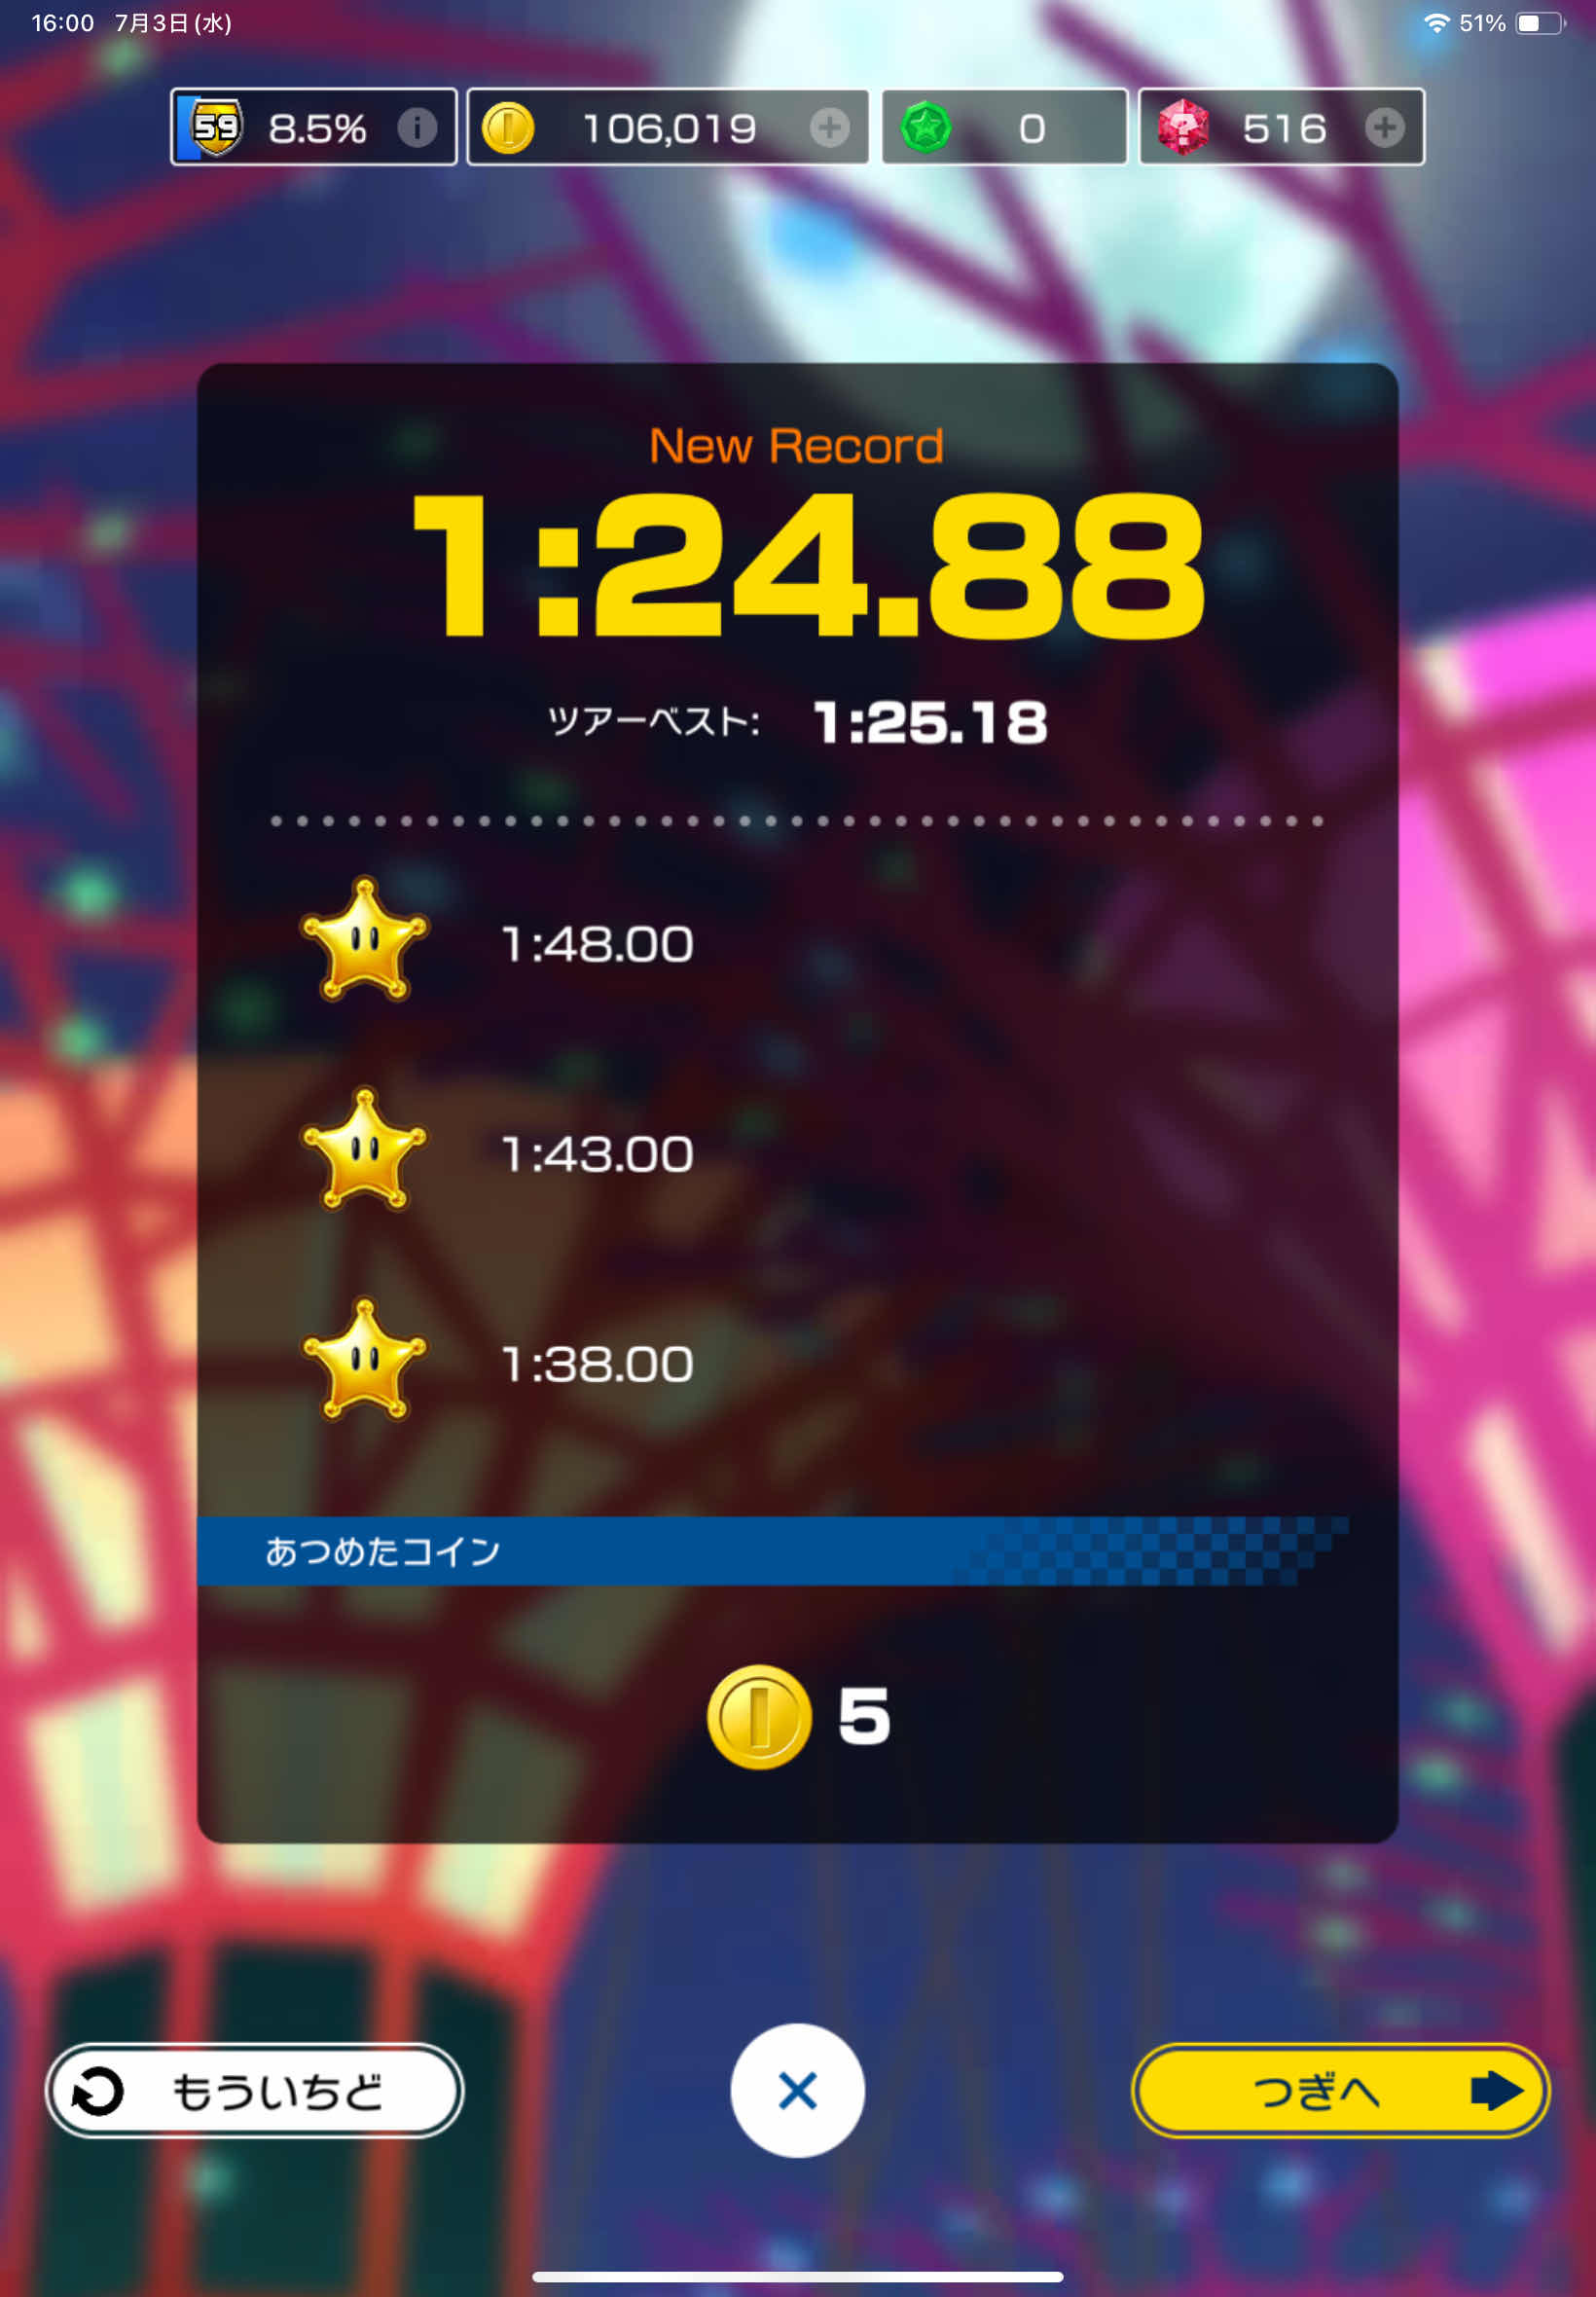 16:00 7月3日(水) 51%
59 8.5% i 106,019 + 0 ? 516 +
New Record
1:24.88
ツアーベスト: 1:25.18
1:48.00
1:43.00
1:38.00
あつめたコイン
5
もういちど × つぎへ